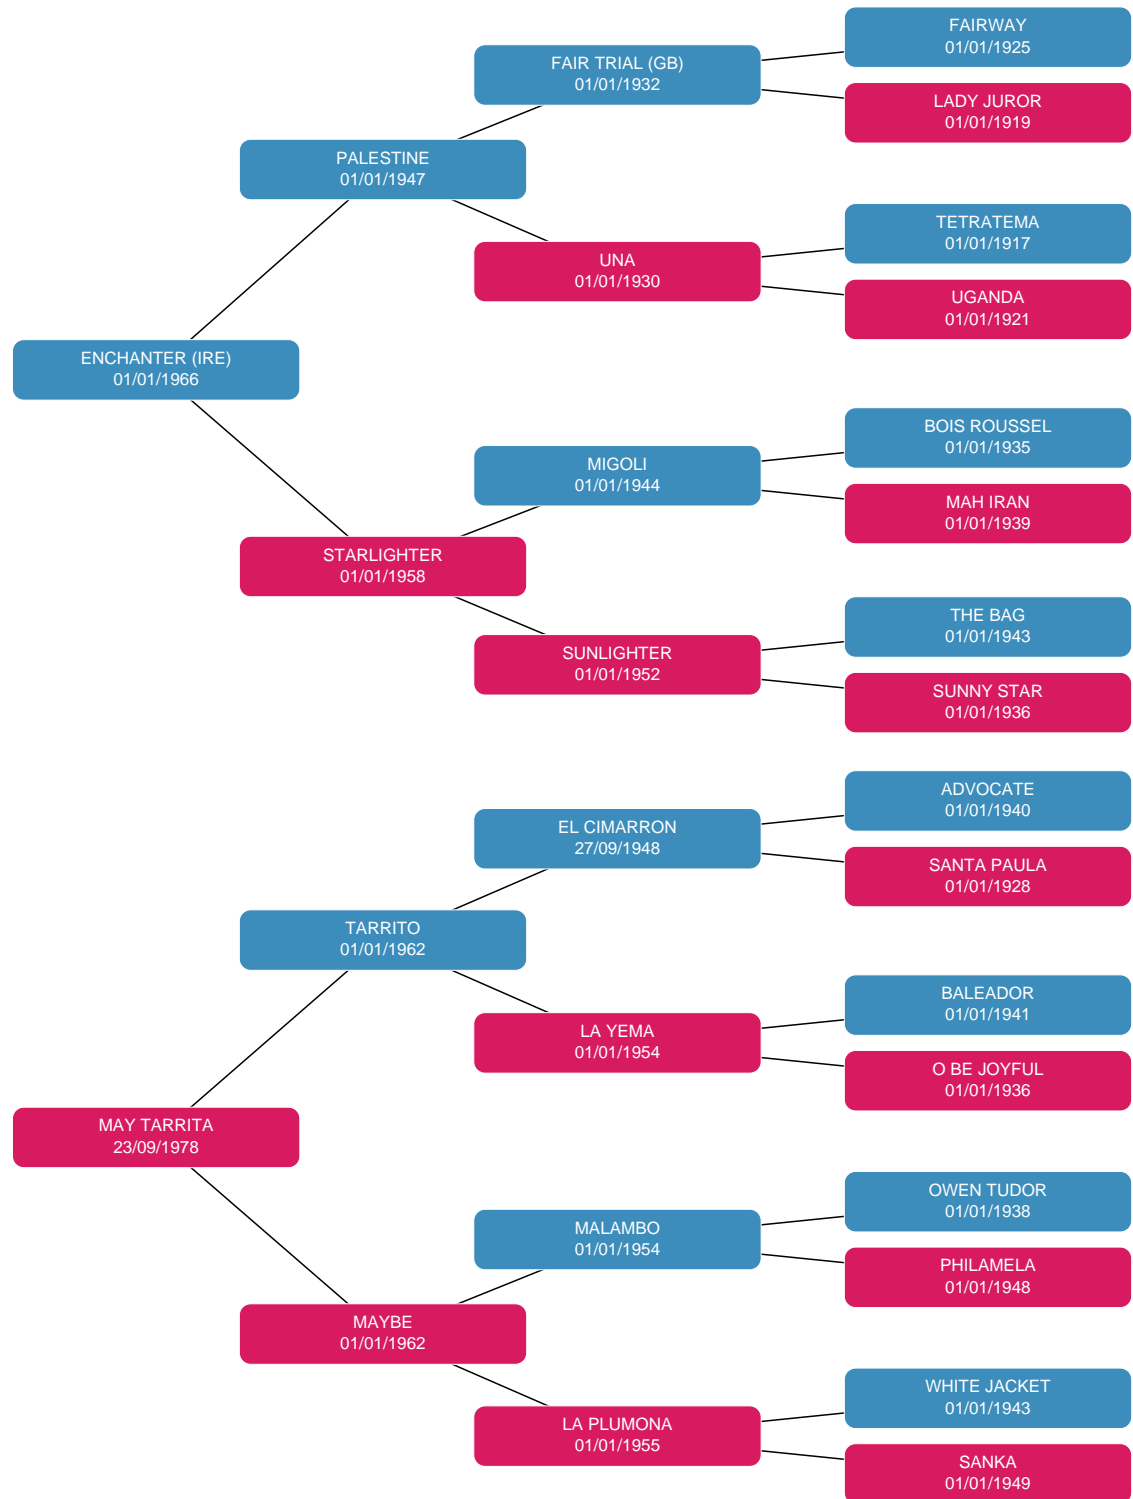 FAIRWAY
01/01/1925
FAIR TRIAL (GB)
01/01/1932
LADY JUROR
01/01/1919
PALESTINE
01/01/1947
TETRATEMA
01/01/1917
UNA
01/01/1930
UGANDA
01/01/1921
ENCHANTER (IRE)
01/01/1966
BOIS ROUSSEL
01/01/1935
MIGOLI
01/01/1944
MAH IRAN
01/01/1939
STARLIGHTER
01/01/1958
THE BAG
01/01/1943
SUNLIGHTER
01/01/1952
SUNNY STAR
01/01/1936
ADVOCATE
01/01/1940
EL CIMARRON
27/09/1948
SANTA PAULA
01/01/1928
TARRITO
01/01/1962
BALEADOR
01/01/1941
LA YEMA
01/01/1954
O BE JOYFUL
01/01/1936
MAY TARRITA
23/09/1978
OWEN TUDOR
01/01/1938
MALAMBO
01/01/1954
PHILAMELA
01/01/1948
MAYBE
01/01/1962
WHITE JACKET
01/01/1943
LA PLUMONA
01/01/1955
SANKA
01/01/1949